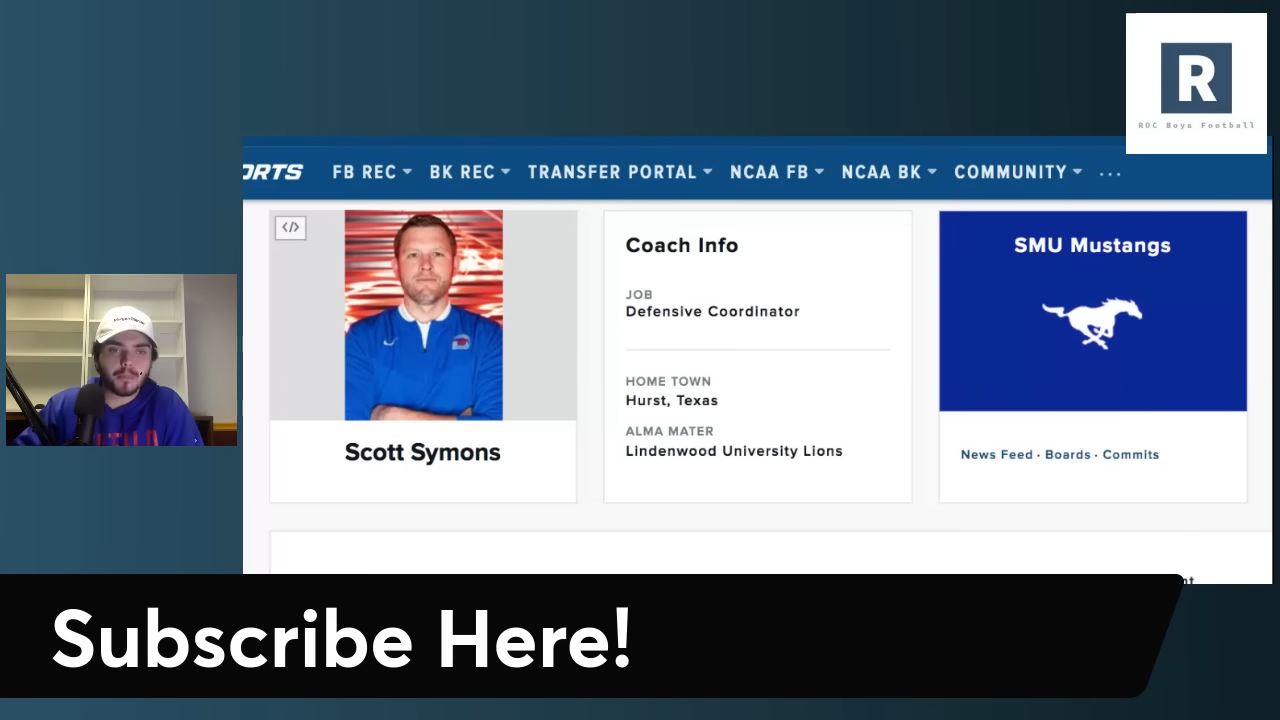 R
ROC Boys Football
ORTS FB REC BK REC TRANSFER PORTAL NCAA FB NCAA BK COMMUNITY ...
</>
Coach Info
SMU Mustangs
JOB
Defensive Coordinator
HOME TOWN
Hurst, Texas
ALMA MATER
Scott Symons
Lindenwood University Lions
News Feed · Boards · Commits
Subscribe Here!